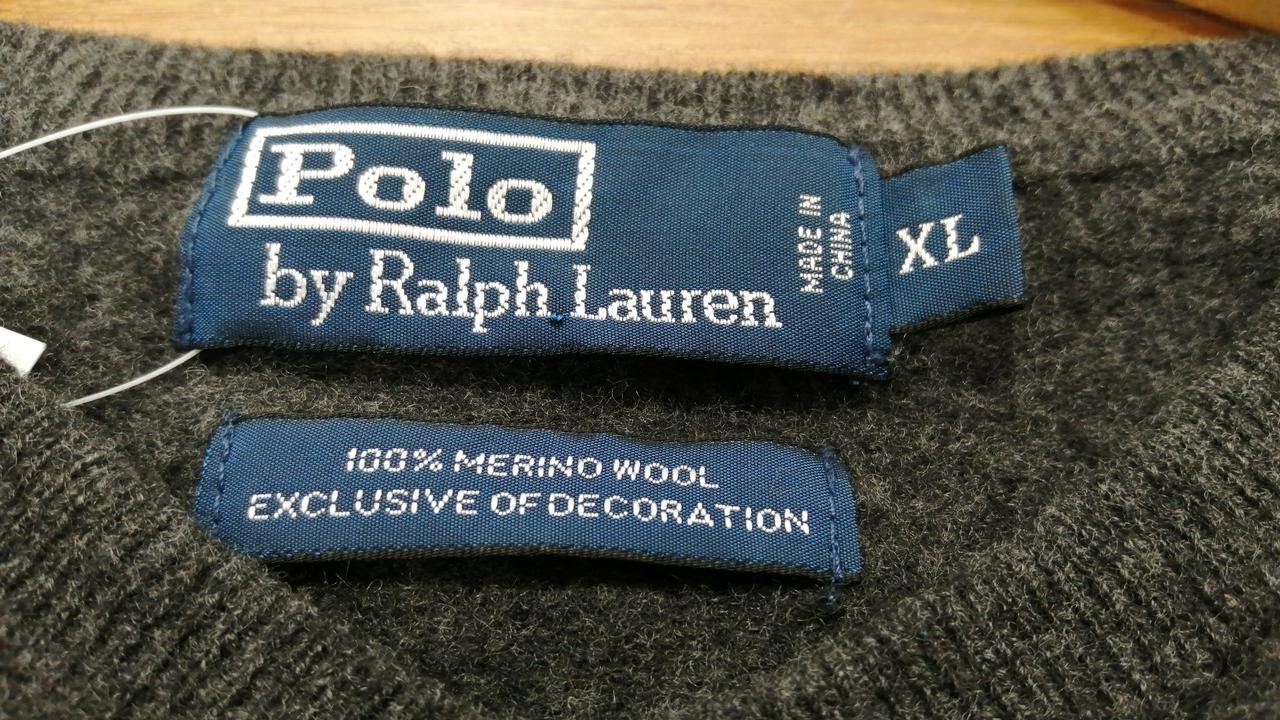 Polo
by Ralph Lauren
MADE IN
CHINA
XL
100% MERINO WOOL
EXCLUSIVE OF DECORATION